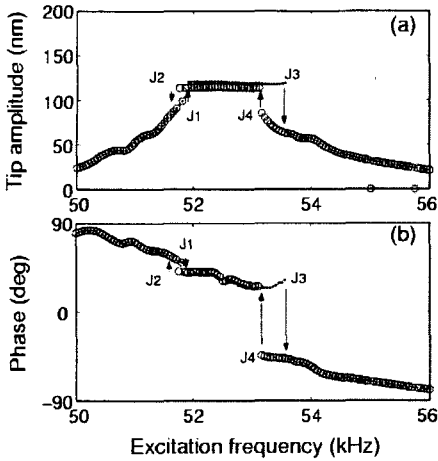 200
(a)
150
J2
J3
100
J1
J4
50
0
50
52
54
56
Tip amplitude (nm)
90
(b)
J1
J2
J3
0
J4
-90
50
52
54
56
Phase (deg)
Excitation frequency (kHz)